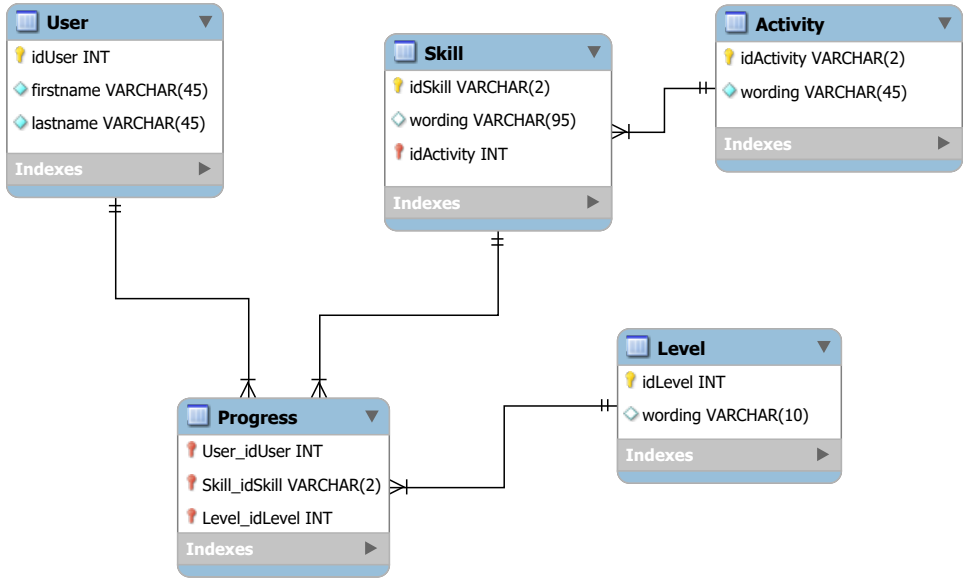 User
idUser INT
firstname VARCHAR(45)
lastname VARCHAR(45)
Indexes
Skill
idSkill VARCHAR(2)
wording VARCHAR(95)
idActivity INT
Indexes
Activity
idActivity VARCHAR(2)
wording VARCHAR(45)
Indexes
Progress
User_idUser INT
Skill_idSkill VARCHAR(2)
Level_idLevel INT
Indexes
Level
idLevel INT
wording VARCHAR(10)
Indexes